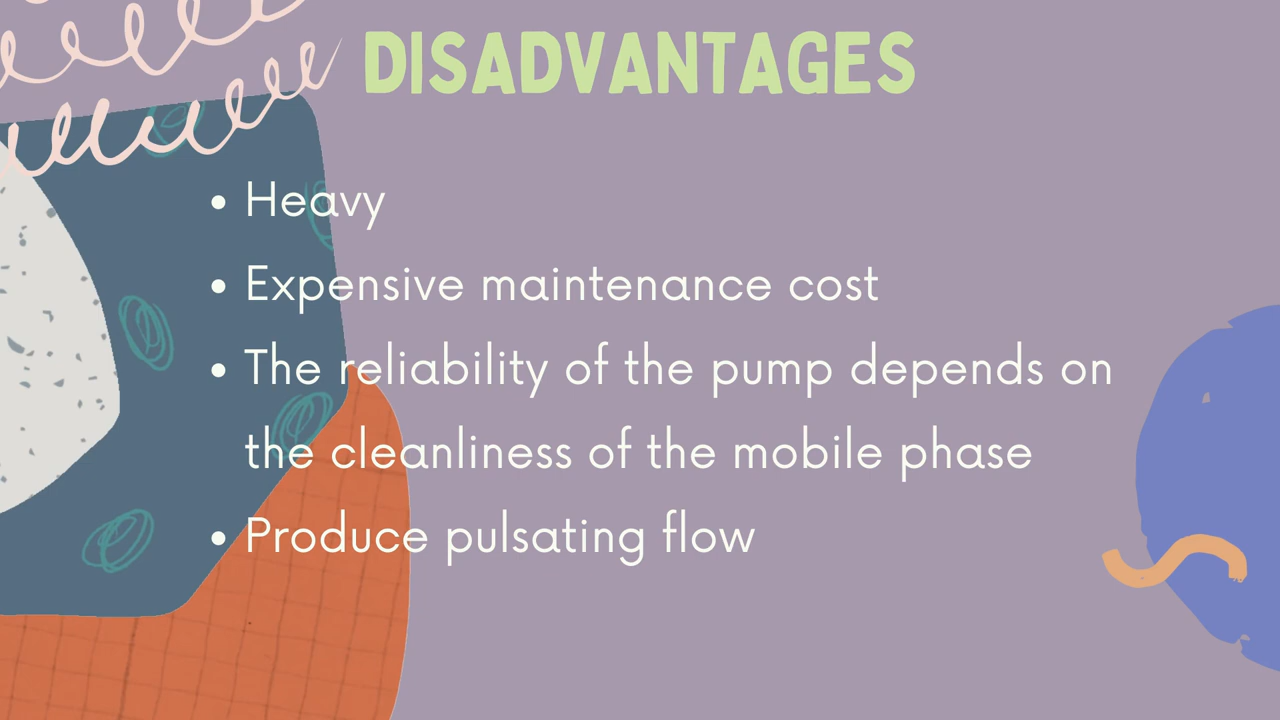 DISADVANTAGES
• Heavy
• Expensive maintenance cost
• The reliability of the pump depends on
the cleanliness of the mobile phase
• Produce pulsating flow